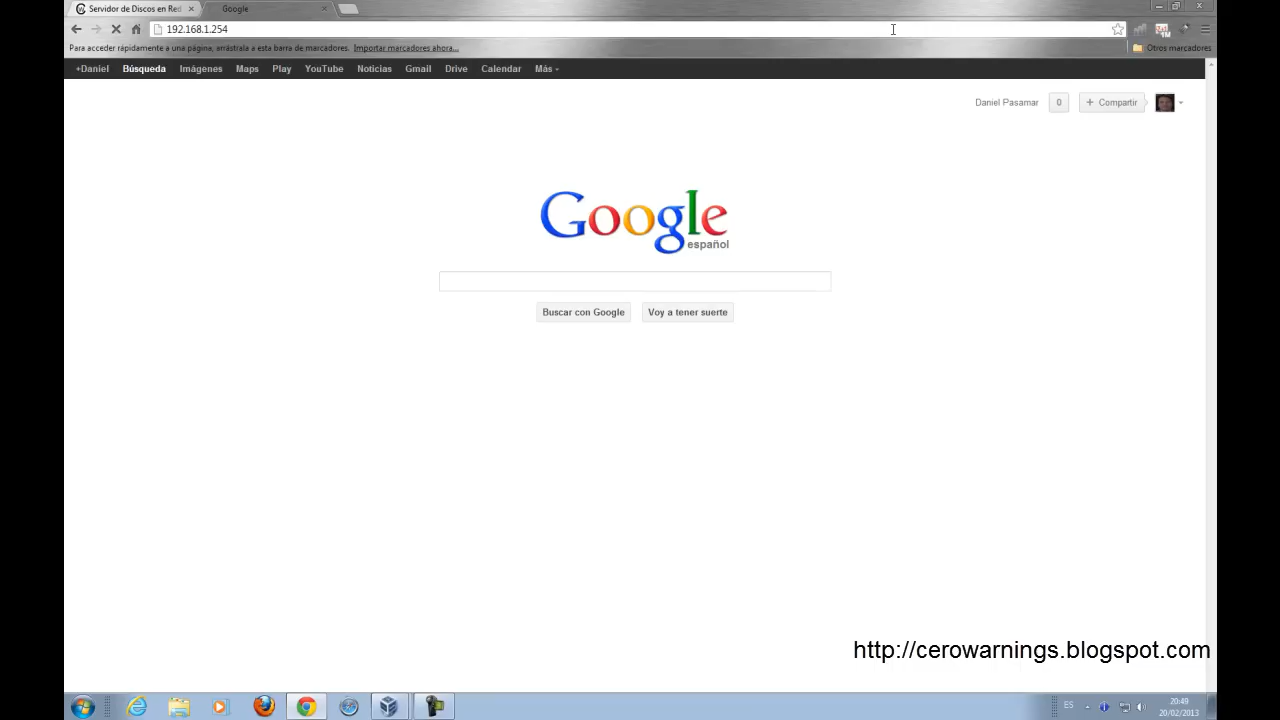 Servidor de Discos en Red
Google
192.168.1.254
Para acceder rápidamente a una página, arrástrala a esta barra de marcadores. Importar marcadores ahora...
Otros marcadores
+Daniel Búsqueda Imágenes Maps Play YouTube Noticias Gmail Drive Calendar Más
Daniel Pasamar 0 + Compartir
Google
español
Buscar con Google Voy a tener suerte
http://cerowarnings.blogspot.com
ES
20:49
20/02/2013